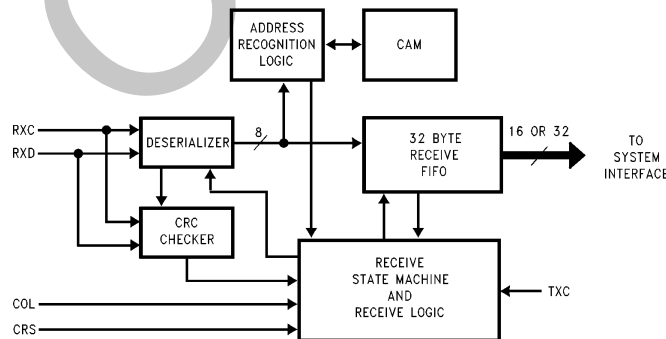 ADDRESS
RECOGNITION
LOGIC
CAM
RXC
RXD
DESERIALIZER
8
32 BYTE
RECEIVE
FIFO
16 OR 32
TO
SYSTEM
INTERFACE
CRC
CHECKER
RECEIVE
STATE MACHINE
AND
RECEIVE LOGIC
TXC
COL
CRS